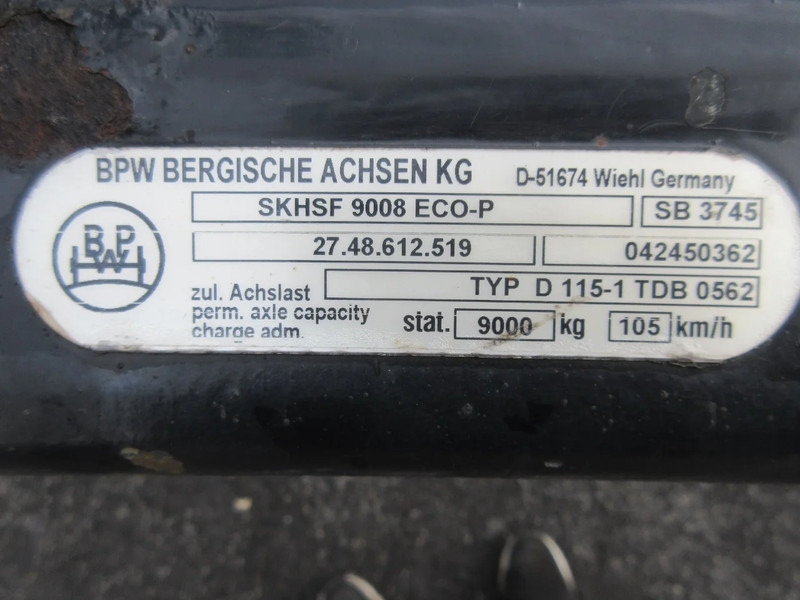 BPW BERGISCHE ACHSEN KG D-51674 Wiehl Germany
BPW
SKHSF 9008 ECO-P SB 3745
27.48.612.519 042450362
zul. Achslast TYP D 115-1 TDB 0562
perm. axle capacity
charge adm. stat. 9000 kg 105 km/h